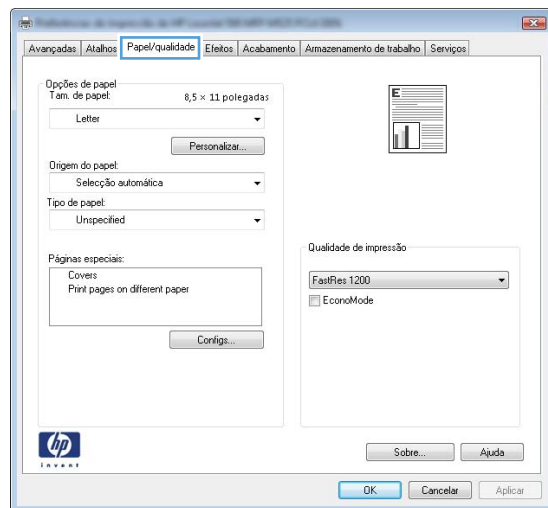 Avançadas Atalhos Papel/qualidade Efeitos Acabamento Armazenamento de trabalho Serviços
Opções de papel
Tam. de papel: 8,5 × 11 polegadas
Letter
Personalizar...
Origem do papel:
Selecção automática
Tipo de papel:
Unspecified
Páginas especiais:
Covers
Print pages on different paper
Configs...
E
Qualidade de impressão
FastRes 1200
EconoMode
hp
invent
Sobre... Ajuda
OK Cancelar Aplicar